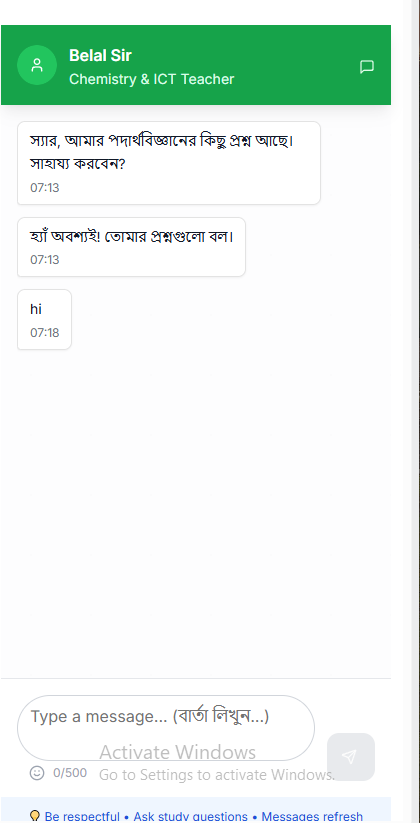 Belal Sir
Chemistry & ICT Teacher
স্যার, আমার পদার্থবিজ্ঞানের কিছু প্রশ্ন আছে।
সাহায্য করবেন?
07:13
হ্যাঁ অবশ্যই! তোমার প্রশ্নগুলো বল।
07:13
hi
07:18
Type a message... (বার্তা লিখুন...)
Activate Windows
0/500
Go to Settings to activate Windows.
Be respectful • Ask study questions • Messages refresh